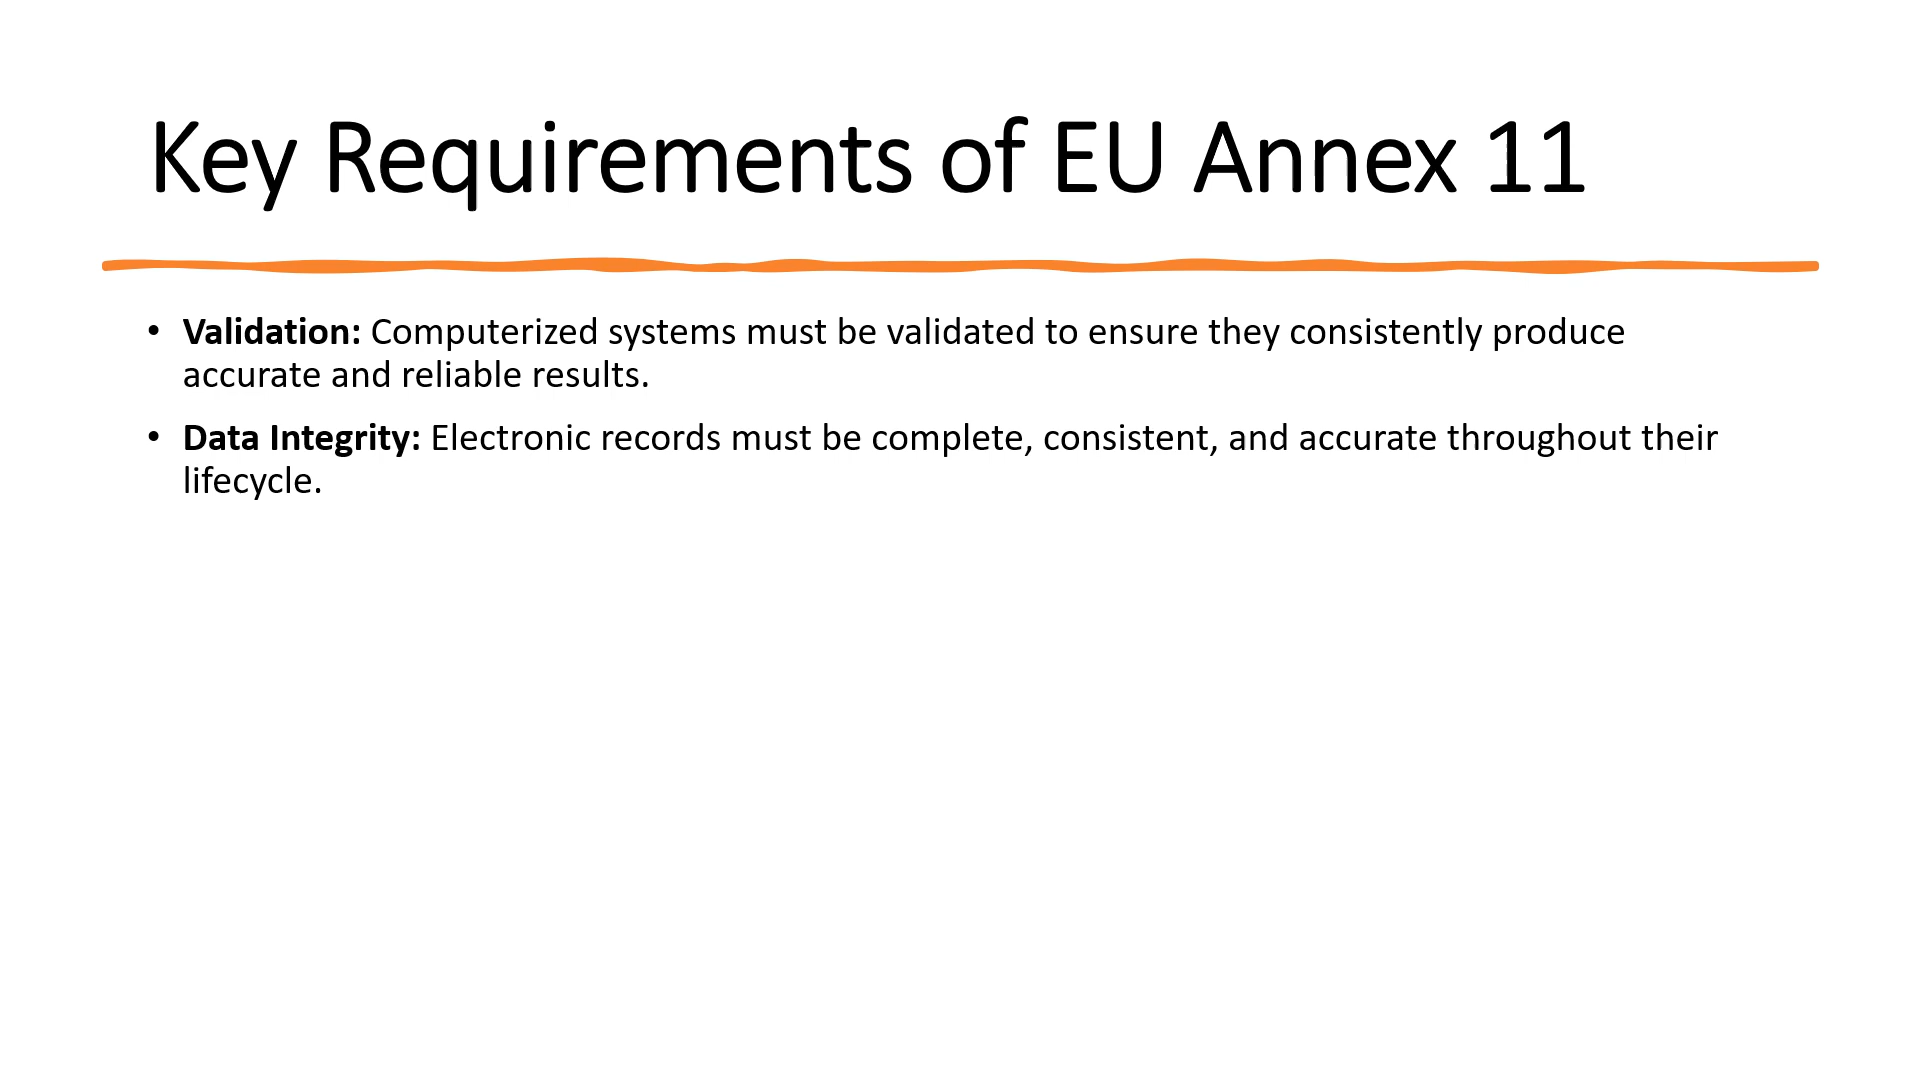 Key Requirements of EU Annex 11
• Validation: Computerized systems must be validated to ensure they consistently produce
accurate and reliable results.
• Data Integrity: Electronic records must be complete, consistent, and accurate throughout their
lifecycle.